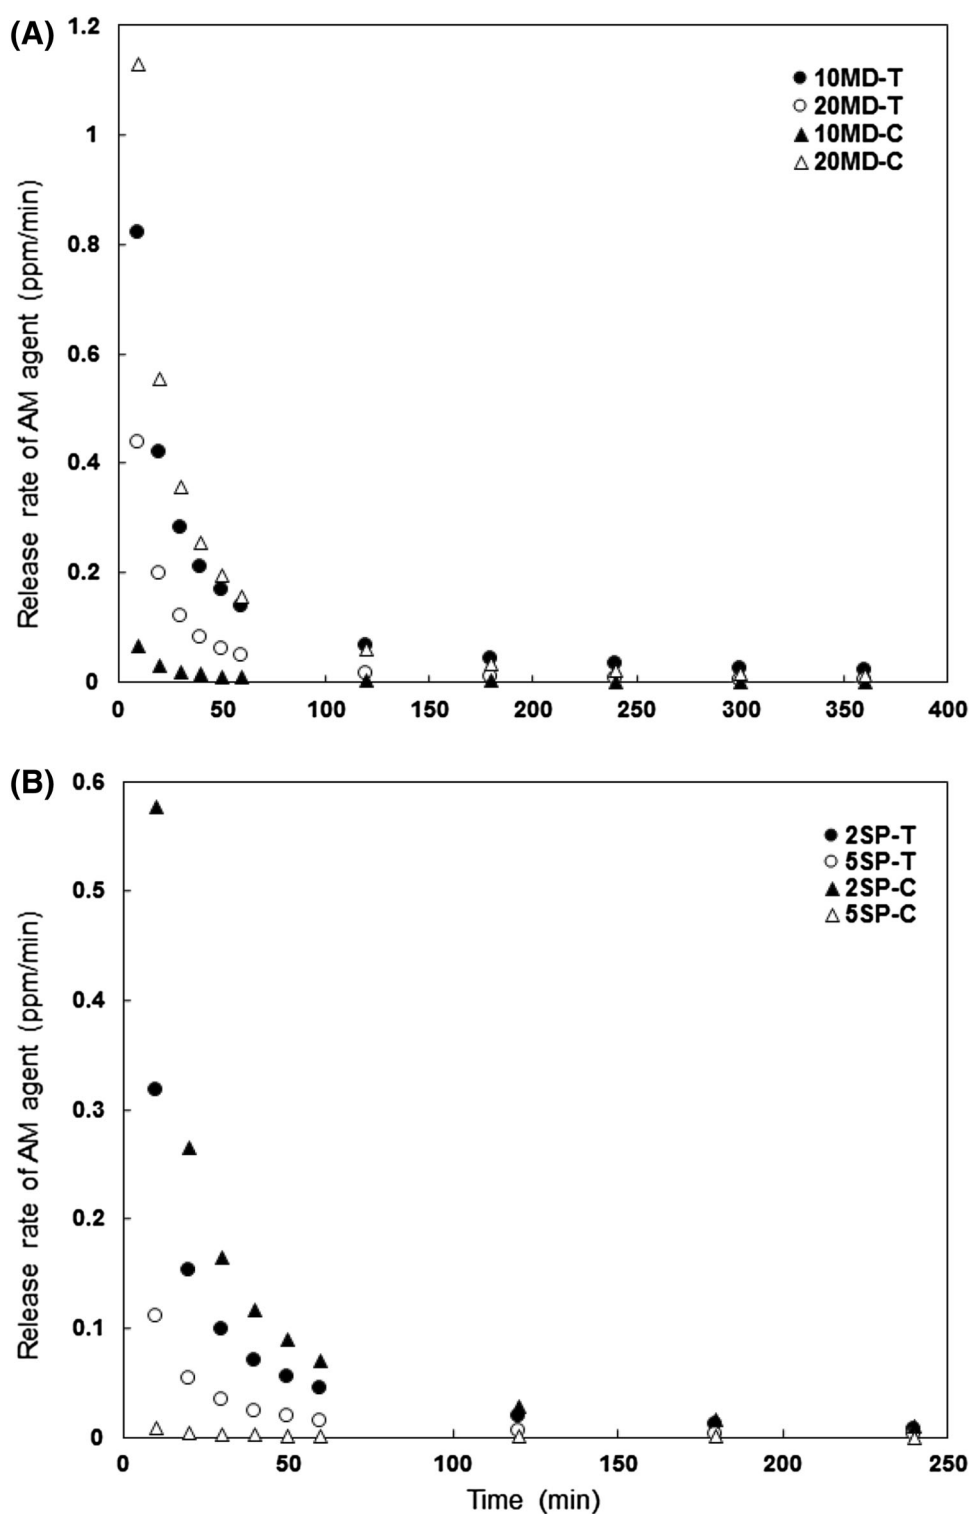 (A)
1.2
1
0.8
0.6
0.4
0.2
0
Release rate of AM agent (ppm/min)
10MD-T
20MD-T
10MD-C
20MD-C
0 50 100 150 200 250 300 350 400
(B)
0.6
0.5
0.4
0.3
0.2
0.1
0
Release rate of AM agent (ppm/min)
2SP-T
5SP-T
2SP-C
5SP-C
0 50 100 150 200 250
Time (min)